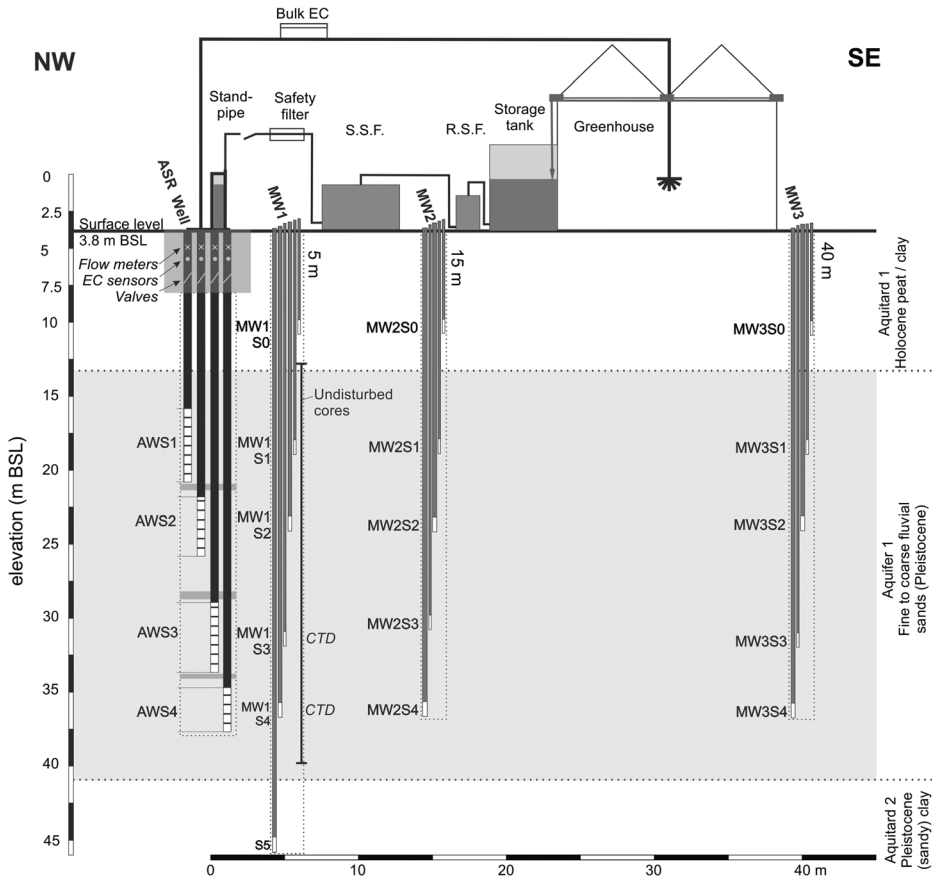 Bulk EC
NW
SE
Stand-
pipe
Safety
filter
S.S.F.
R.S.F.
Storage
tank
Greenhouse
ASR Well
MW1
MW2
MW3
5 m
15 m
40 m
0
2.5
5
7.5
10
15
20
25
30
35
40
45
elevation (m BSL)
Surface level
3.8 m BSL
Flow meters
EC sensors
Valves
MW1
S0
MW2S0
MW3S0
Undisturbed
cores
AWS1
MW1
S1
MW2S1
MW3S1
AWS2
MW1
S2
MW2S2
MW3S2
AWS3
MW1
S3
CTD
MW2S3
MW3S3
AWS4
MW1
S4
CTD
MW2S4
MW3S4
S5
Aquitard 1
Holocene peat / clay
Aquifer 1
Fine to coarse fluvial
sands (Pleistocene)
Aquitard 2
Pleistocene
(sandy) clay
0
10
20
30
40 m